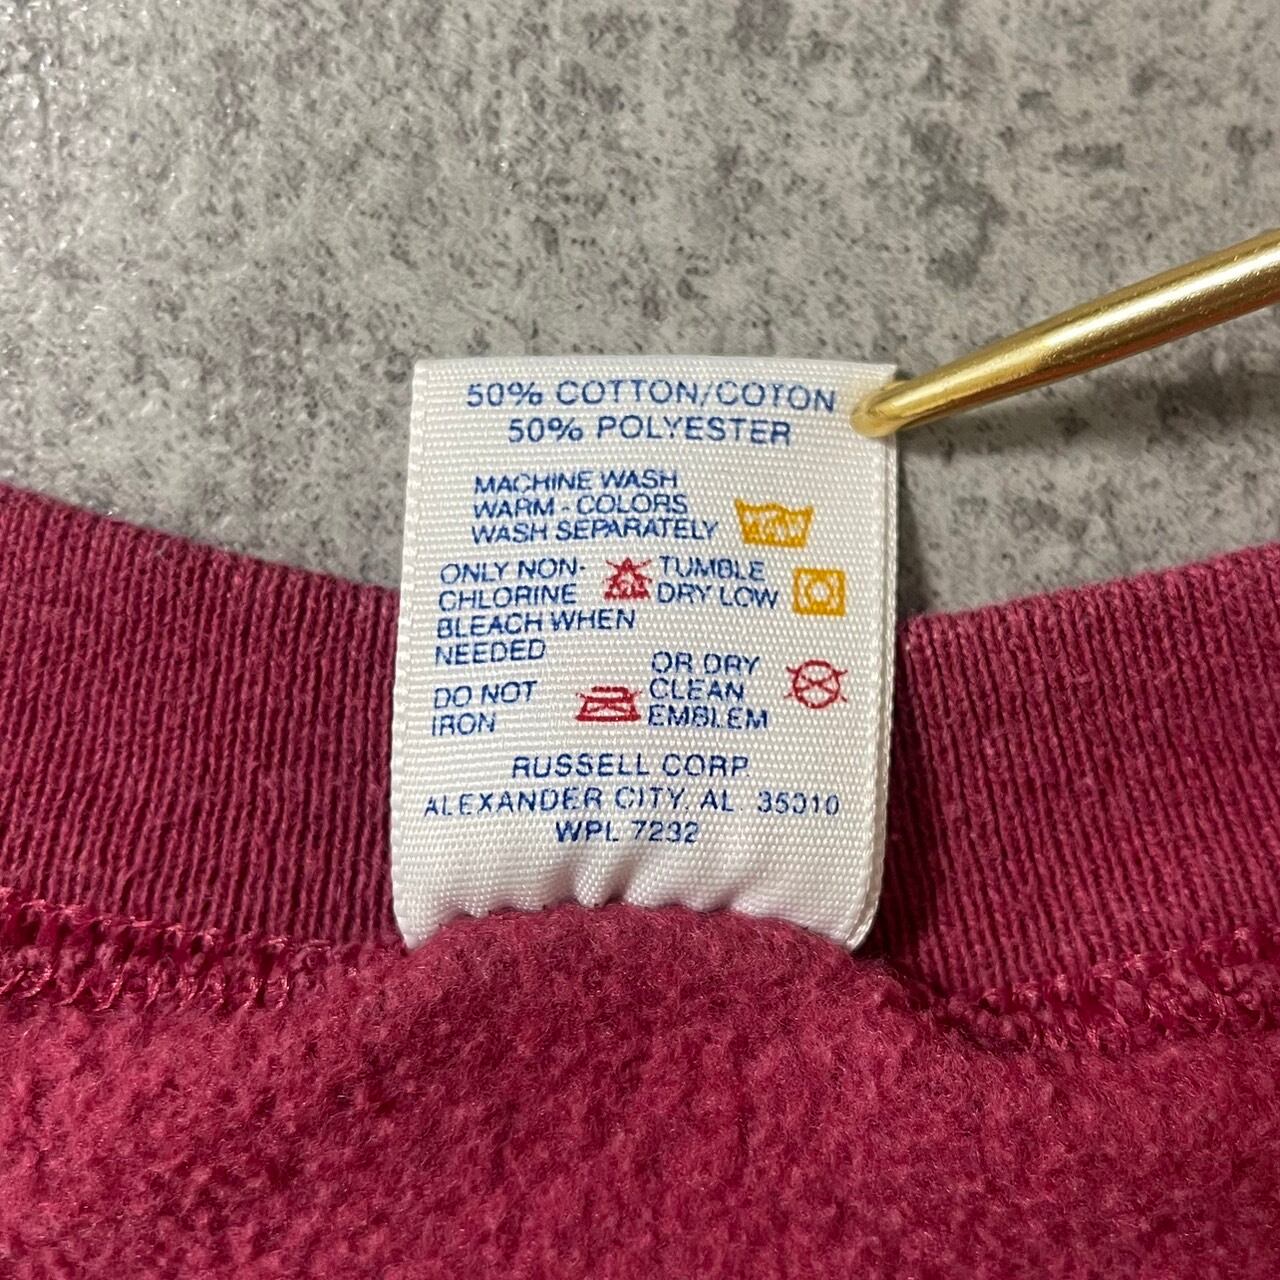 50% COTTON/COTON
50% POLYESTER
MACHINE WASH
WARM - COLORS
WASH SEPARATELY
ONLY NON-
CHLORINE
BLEACH WHEN
NEEDED
TUMBLE
DRY LOW
DO NOT
IRON
OR DRY
CLEAN
EMBLEM
RUSSELL CORP.
ALEXANDER CITY, AL 35010
WPL 7232